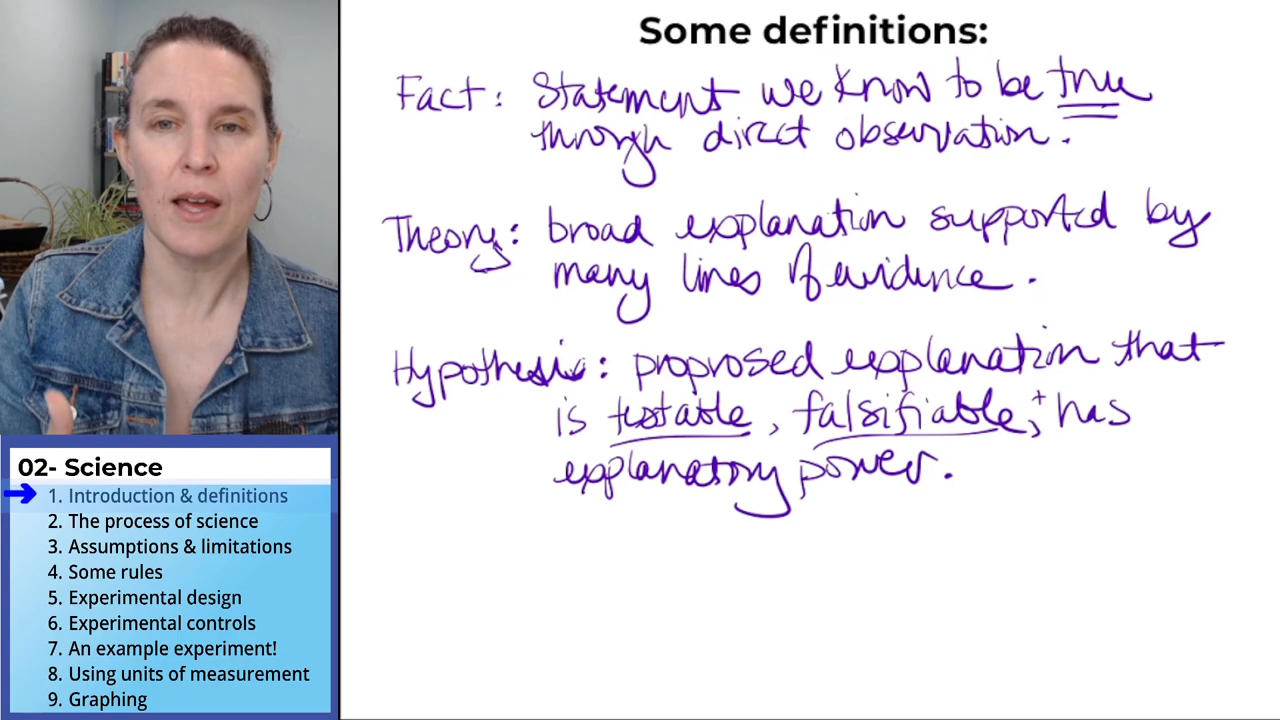 Some definitions:
Fact: Statement we know to be true
through direct observation.
Theory: broad explanation supported by
many lines of evidence.
Hypothesis: proprosed explanation that
is testable, falsifiable, + has
explanatory power.
02- Science
1. Introduction & definitions
2. The process of science
3. Assumptions & limitations
4. Some rules
5. Experimental design
6. Experimental controls
7. An example experiment!
8. Using units of measurement
9. Graphing